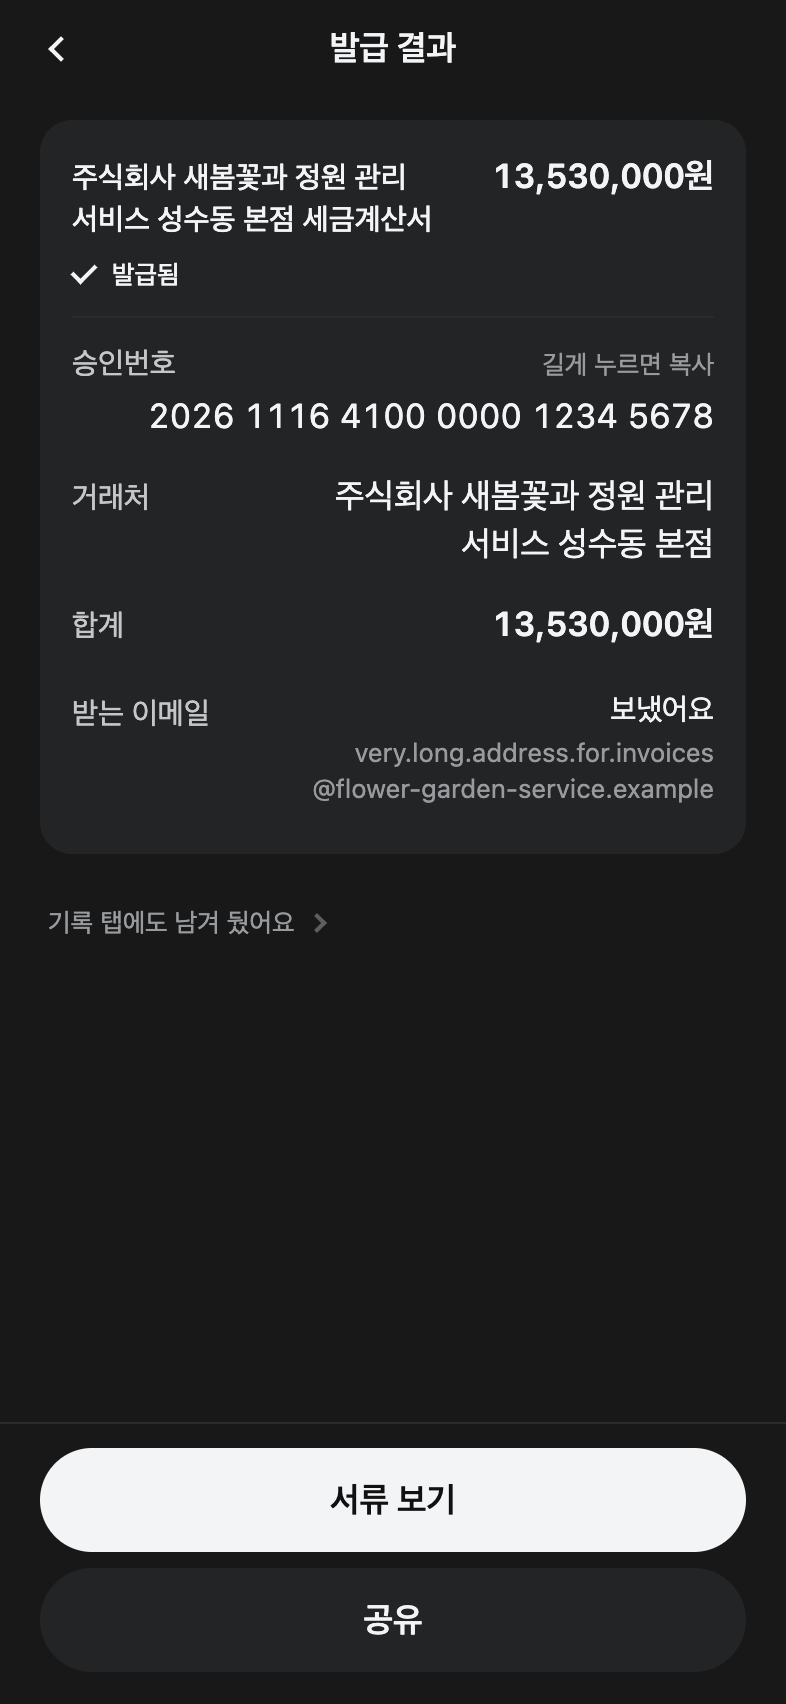 발급 결과
주식회사 새봄꽃과 정원 관리 13,530,000원
서비스 성수동 본점 세금계산서
발급됨
승인번호 길게 누르면 복사
2026 1116 4100 0000 1234 5678
거래처 주식회사 새봄꽃과 정원 관리
서비스 성수동 본점
합계 13,530,000원
받는 이메일 보냈어요
very.long.address.for.invoices
@flower-garden-service.example
기록 탭에도 남겨 뒀어요
서류 보기
공유